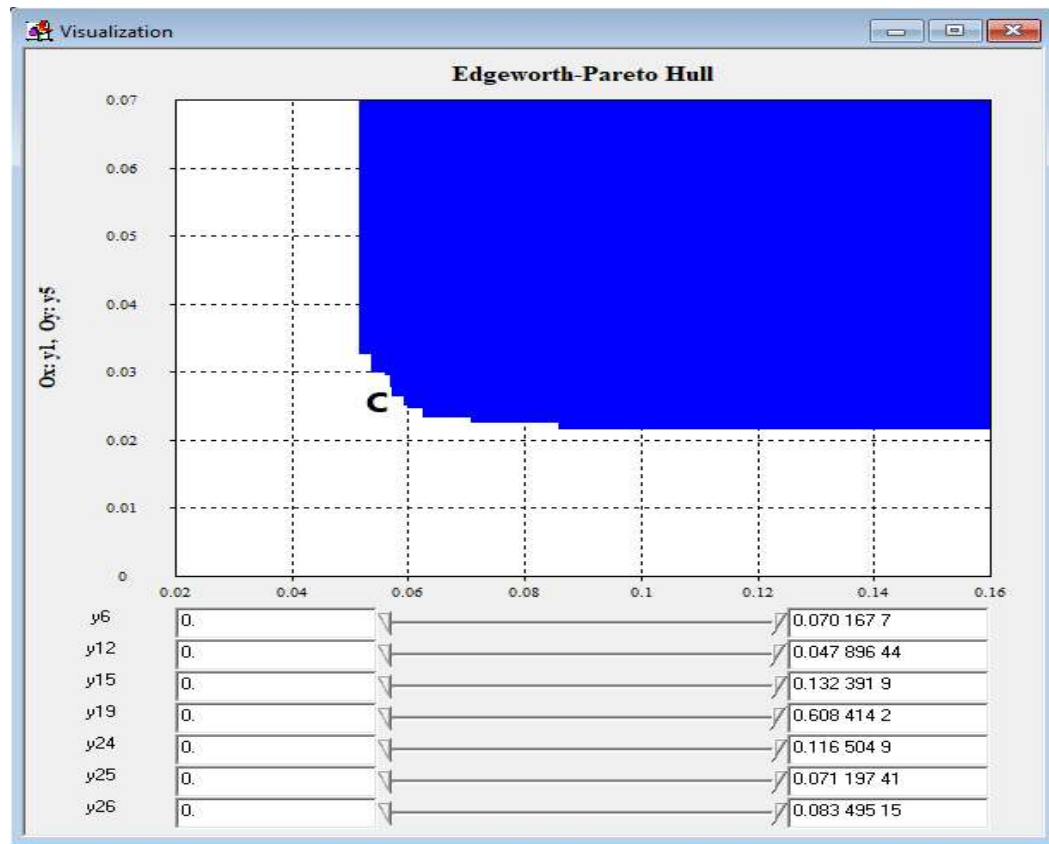 Visualization
Edgeworth-Pareto Hull
0.07
0.06
0.05
0.04
0.03
0.02
0.01
0
Ox: y1, Oy: y5
C
0.02 0.04 0.06 0.08 0.1 0.12 0.14 0.16
y6 0. 0.070 167 7
y12 0. 0.047 896 44
y15 0. 0.132 391 9
y19 0. 0.608 414 2
y24 0. 0.116 504 9
y25 0. 0.071 197 41
y26 0. 0.083 495 15